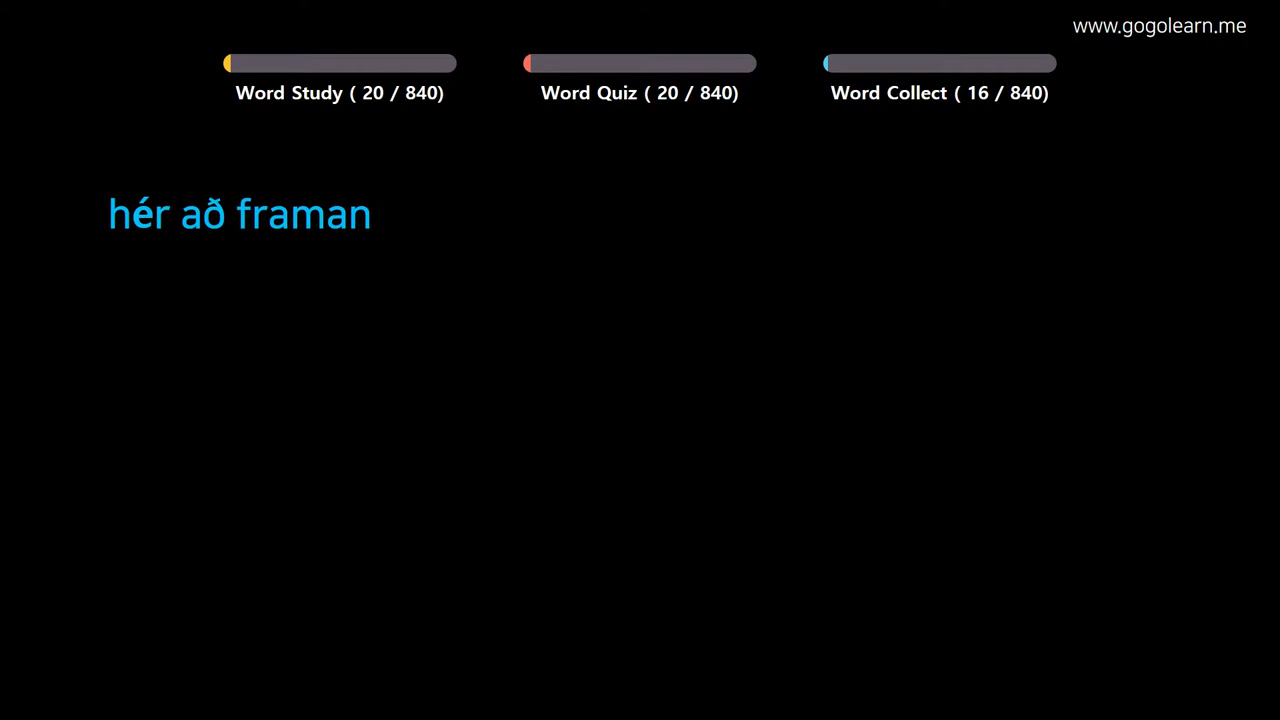 www.gogolearn.me
Word Study ( 20 / 840)
Word Quiz ( 20 / 840)
Word Collect ( 16 / 840)
hér að framan